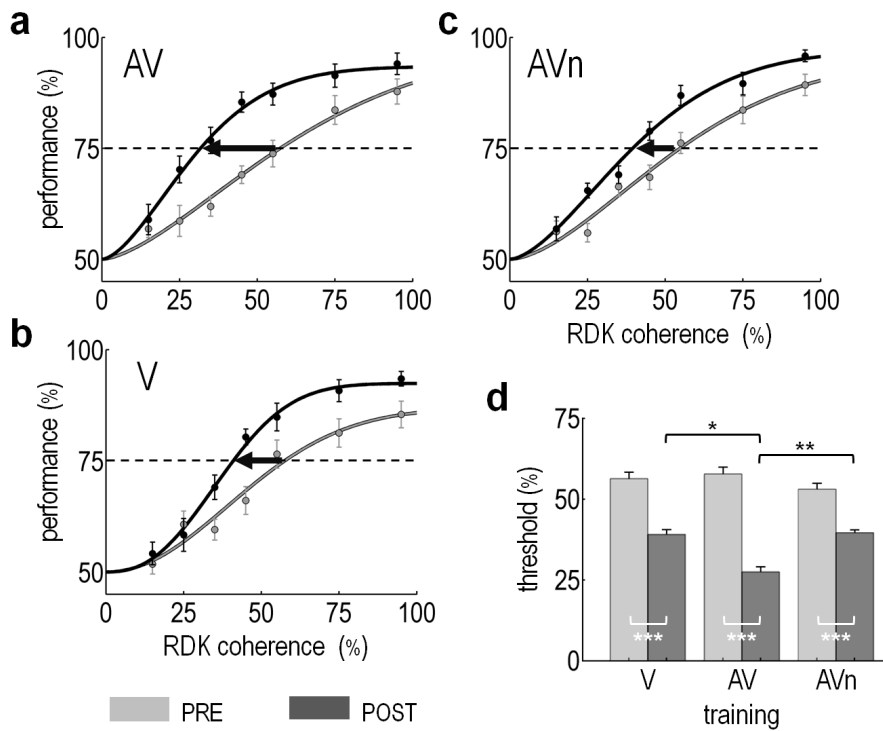 a
AV
performance (%)
100
75
50
0 25 50 75 100
c
AVn
100
75
50
0 25 50 75 100
RDK coherence (%)
b
V
performance (%)
100
75
50
0 25 50 75 100
RDK coherence (%)
d
threshold (%)
75
50
25
0
*
**
*** *** ***
V AV AVn
training
PRE POST